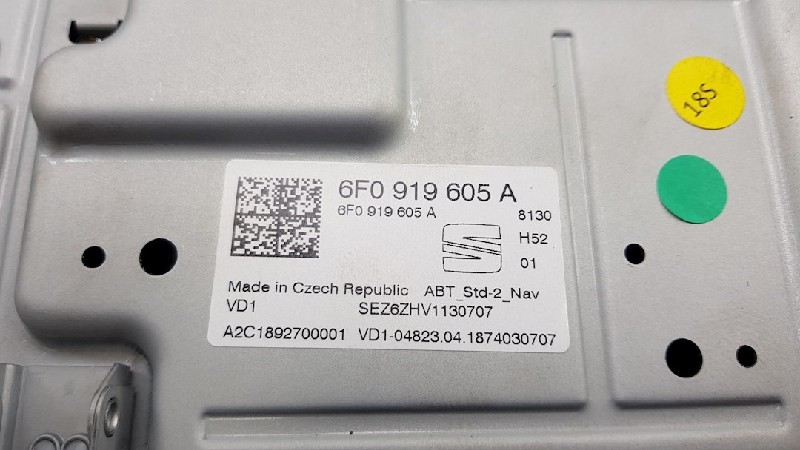 18S
6F0 919 605 A
6F0 919 605 A 8130
H52
01
Made in Czech Republic ABT_Std-2_Nav
VD1 SEZ6ZHV1130707
A2C1892700001 VD1-04823.04.1874030707